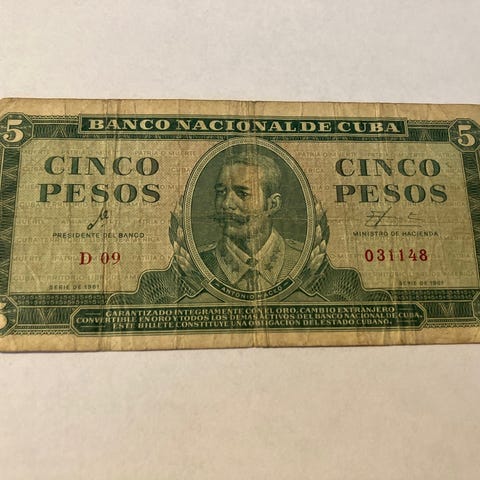 5 BANCO NACIONAL DE CUBA 5
CINCO PESOS
CINCO PESOS
PRESIDENTE DEL BANCO
MINISTRO DE HACIENDA
D 09
031148
SERIE DE 1961
ANTONIO MACEO
SERIE DE 1961
GARANTIZADO INTEGRAMENTE CON EL ORO, CAMBIO EXTRANJERO
CONVERTIBLE EN ORO Y TODOS LOS DEMAS ACTIVOS DEL BANCO NACIONAL DE CUBA.
ESTE BILLETE CONSTITUYE UNA OBLIGACION DEL ESTADO CUBANO.
5
5